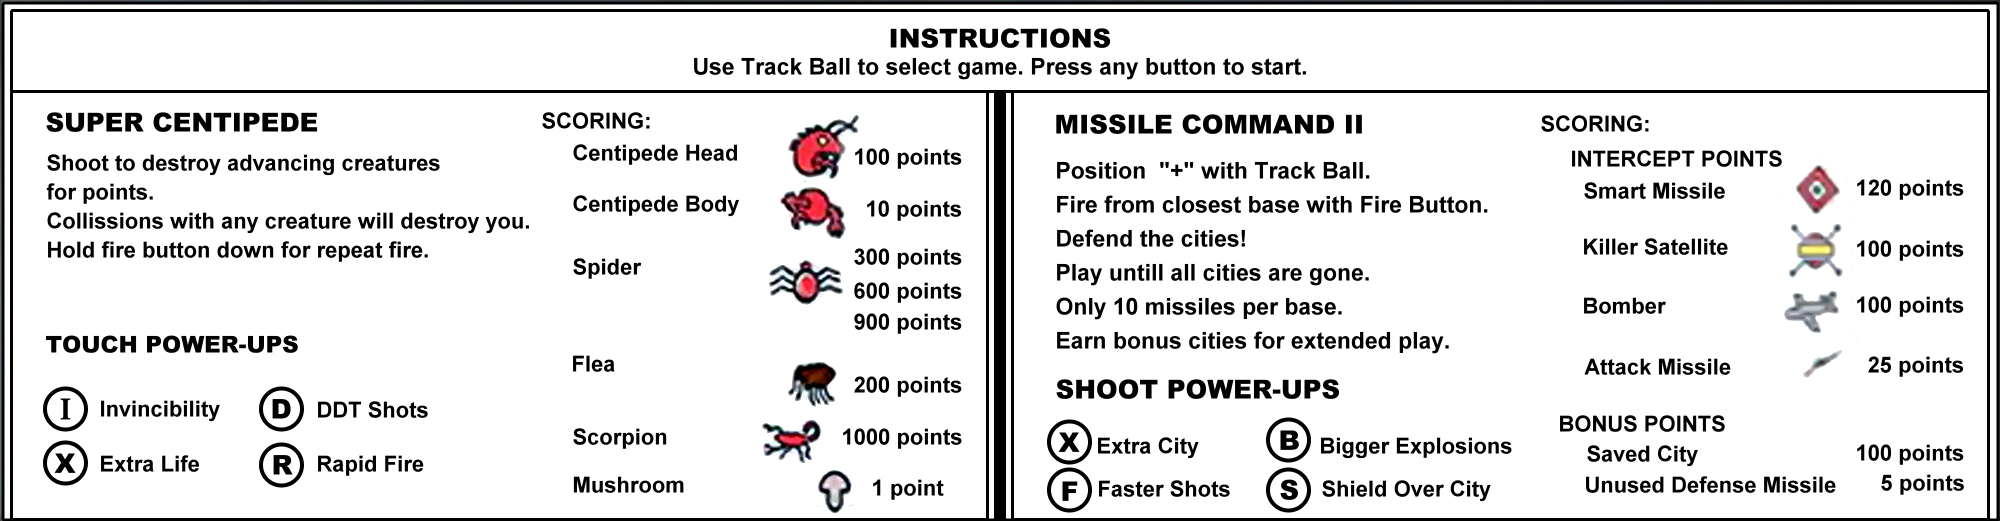 INSTRUCTIONS
Use Track Ball to select game. Press any button to start.
SUPER CENTIPEDE
Shoot to destroy advancing creatures
for points.
Collissions with any creature will destroy you.
Hold fire button down for repeat fire.
TOUCH POWER-UPS
I Invincibility D DDT Shots
X Extra Life R Rapid Fire
SCORING:
Centipede Head 100 points
Centipede Body 10 points
Spider 300 points
600 points
900 points
Flea 200 points
Scorpion 1000 points
Mushroom 1 point
MISSILE COMMAND II
Position "+" with Track Ball.
Fire from closest base with Fire Button.
Defend the cities!
Play untill all cities are gone.
Only 10 missiles per base.
Earn bonus cities for extended play.
SHOOT POWER-UPS
X Extra City B Bigger Explosions
F Faster Shots S Shield Over City
SCORING:
INTERCEPT POINTS
Smart Missile 120 points
Killer Satellite 100 points
Bomber 100 points
Attack Missile 25 points
BONUS POINTS
Saved City 100 points
Unused Defense Missile 5 points